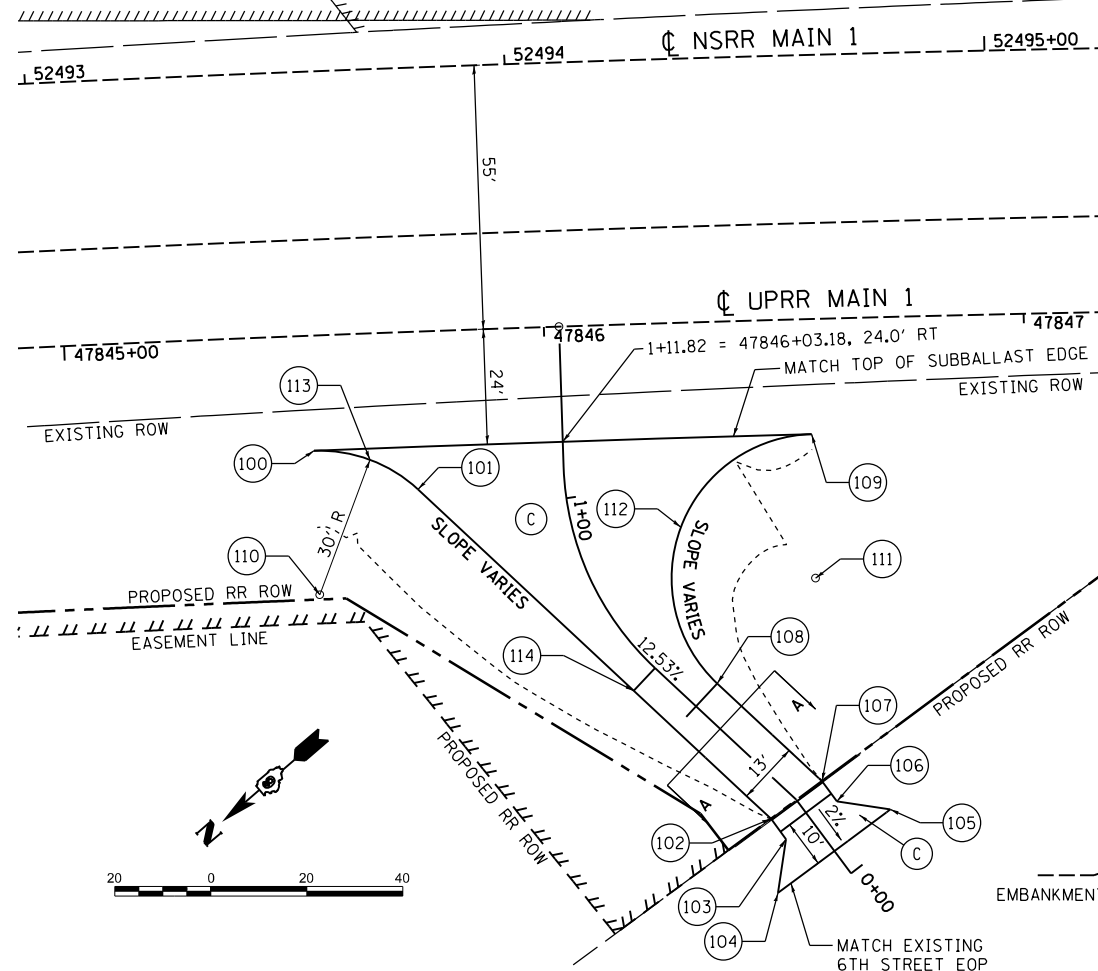 ℄ NSRR MAIN 1
52493
52494
52495+00
55'
℄ UPRR MAIN 1
47845+00
47846
47847
1+11.82 = 47846+03.18, 24.0' RT
MATCH TOP OF SUBBALLAST EDGE
24'
EXISTING ROW
EXISTING ROW
113
100
101
109
C
112
1+00
30' R
SLOPE VARIES
SLOPE VARIES
110
111
PROPOSED RR ROW
EASEMENT LINE
114
12.53%
108
PROPOSED RR ROW
A
107
13'
106
PROPOSED RR ROW
A
2%
105
102
10'
C
N
103
0+00
104
20 0 20 40
EMBANKMEN
MATCH EXISTING
6TH STREET EOP